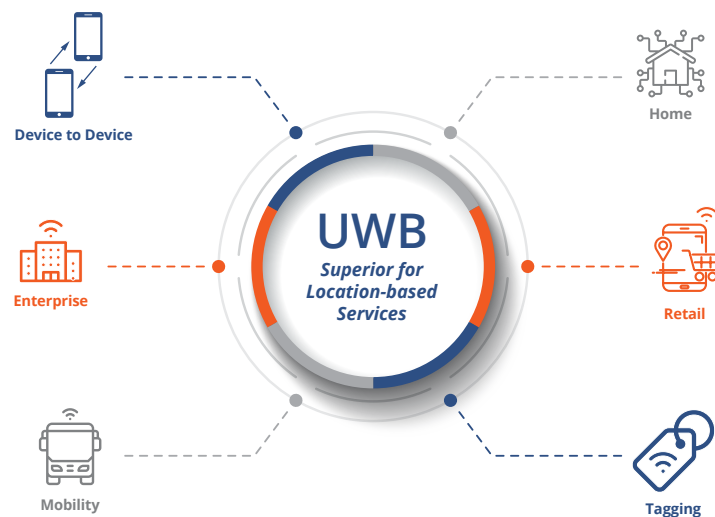 Device to Device
Home
UWB
Superior for
Location-based
Services
Enterprise
Retail
Mobility
Tagging